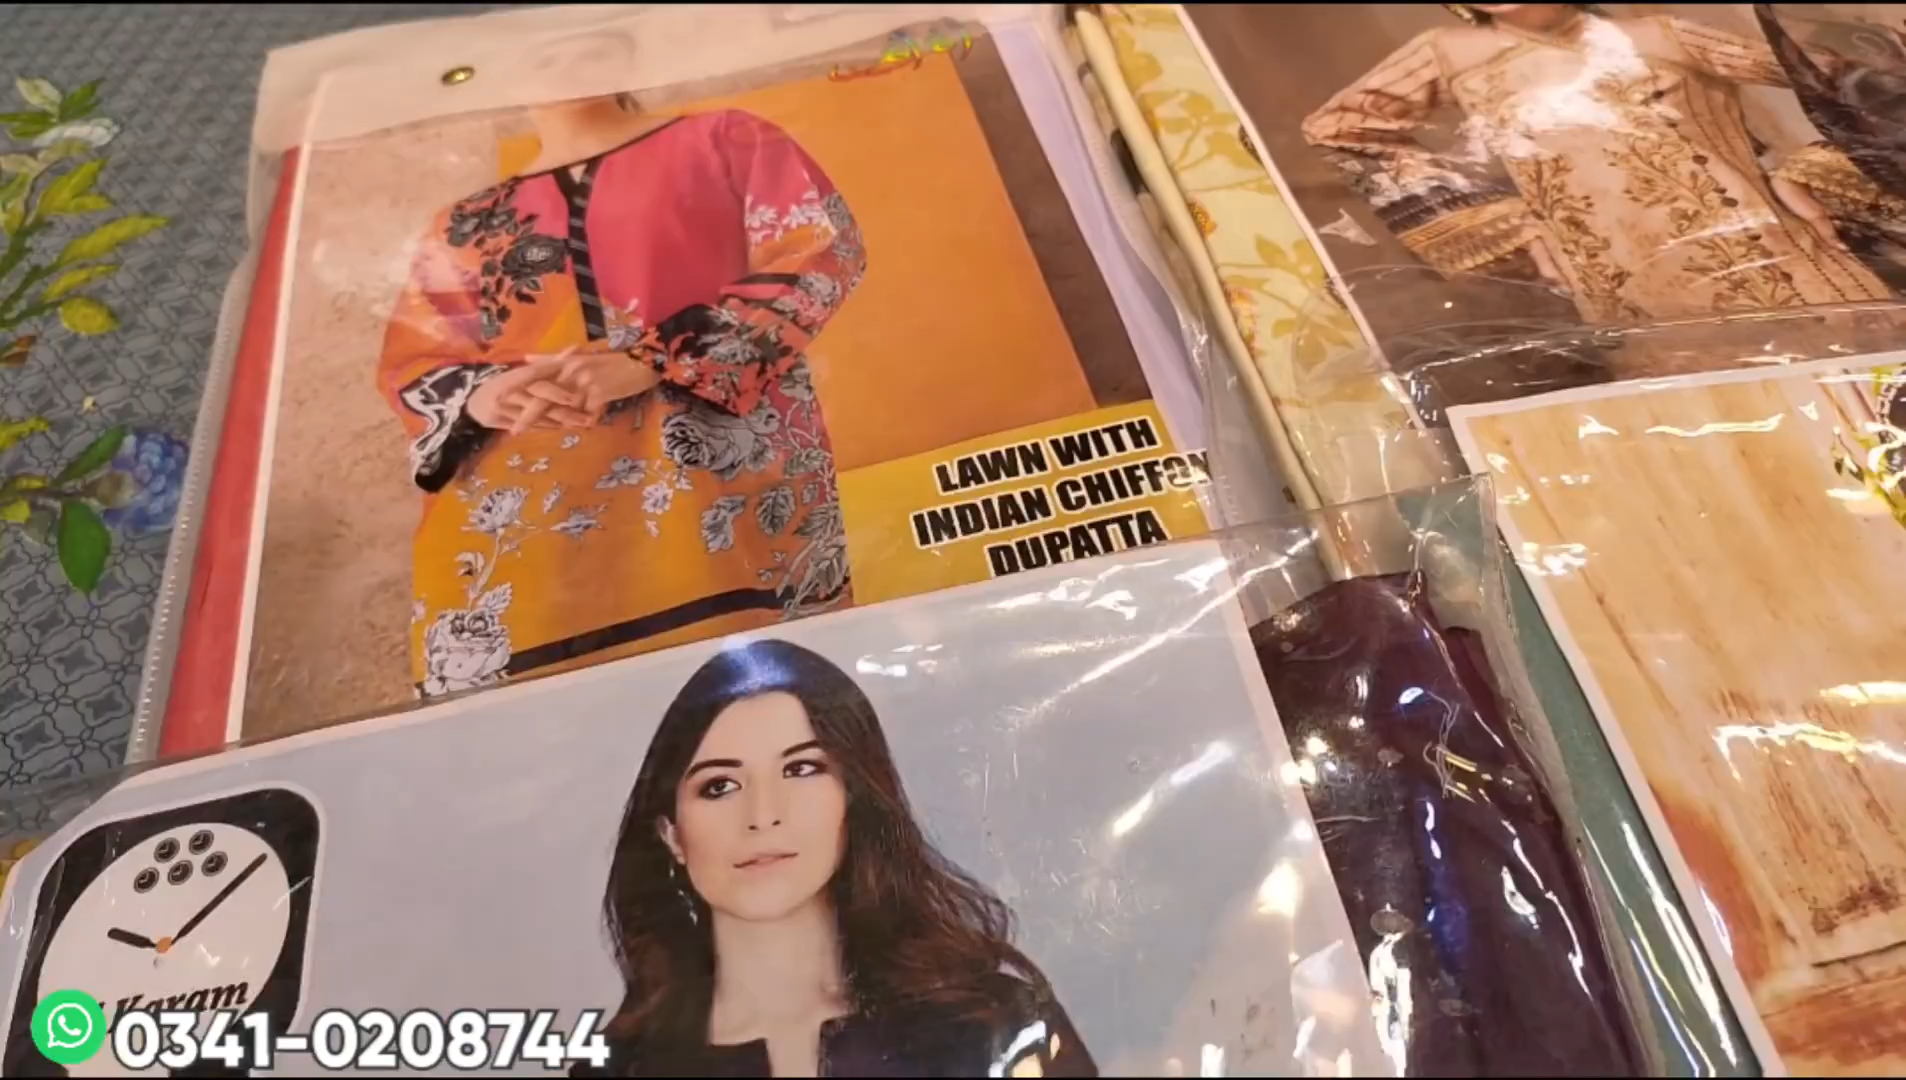 LAWN WITH
INDIAN CHIFFON
DUPATTA
Karam
0341-0208744